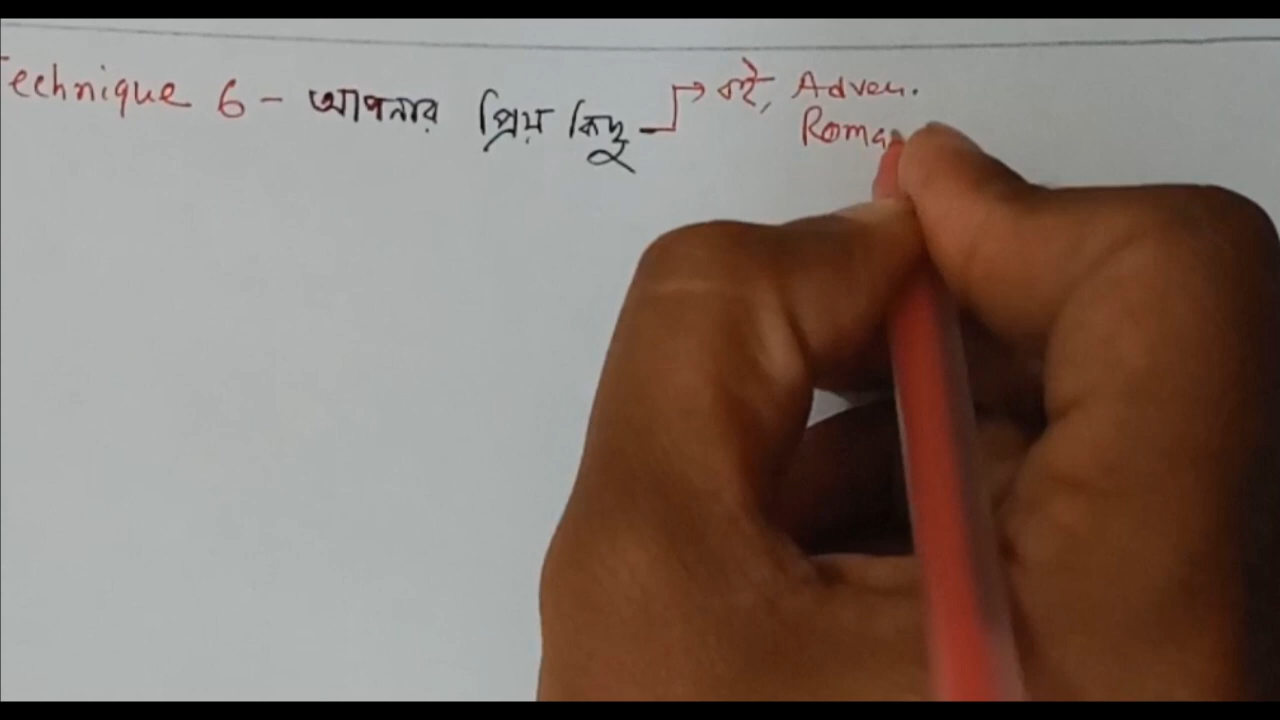 Technique 6 - আপনার প্রিয় কিছু → বই, Adven.
Roma